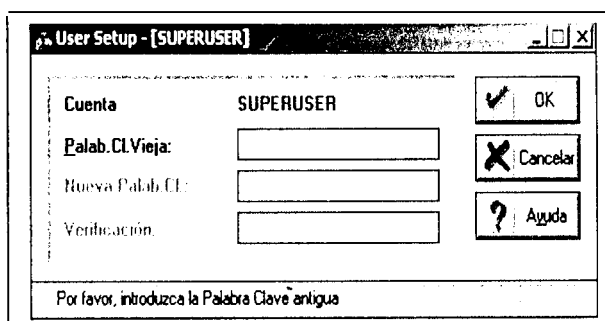 User Setup - [SUPERUSER]
Cuenta SUPERUSER
Palab.Cl.Vieja:
Nueva Palab.Cl.:
Verificación:
OK
Cancelar
Ayuda
Por favor, introduzca la Palabra Clave antigua